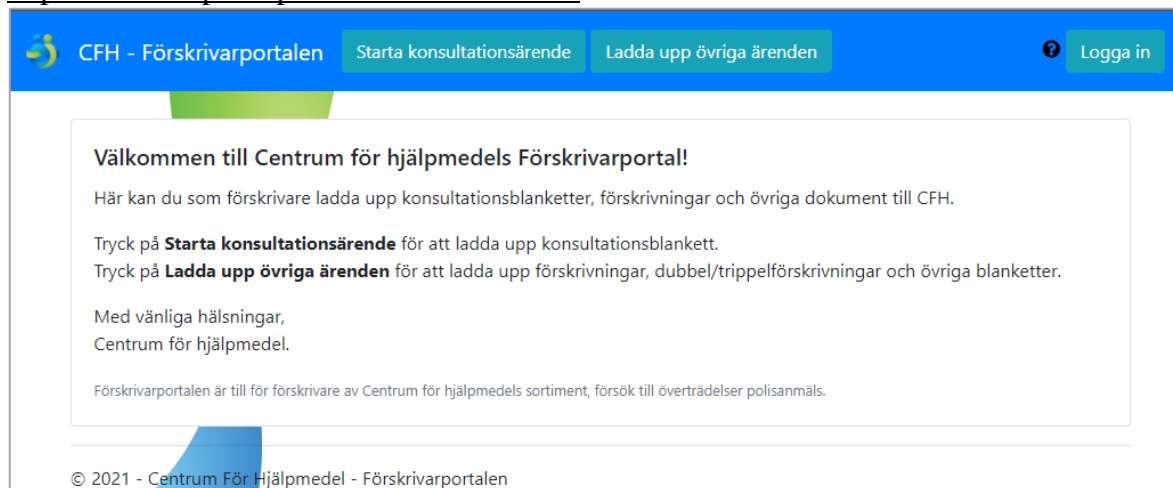 CFH - Förskrivarportalen Starta konsultationsärende Ladda upp övriga ärenden ? Logga in
Välkommen till Centrum för hjälpmedels Förskrivarportal!
Här kan du som förskrivare ladda upp konsultationsblanketter, förskrivningar och övriga dokument till CFH.
Tryck på Starta konsultationsärende för att ladda upp konsultationsblankett.
Tryck på Ladda upp övriga ärenden för att ladda upp förskrivningar, dubbel/trippelförskrivningar och övriga blanketter.
Med vänliga hälsningar,
Centrum för hjälpmedel.
Förskrivarportalen är till för förskrivare av Centrum för hjälpmedels sortiment, försök till överträdelser polisanmäls.
© 2021 - Centrum För Hjälpmedel - Förskrivarportalen